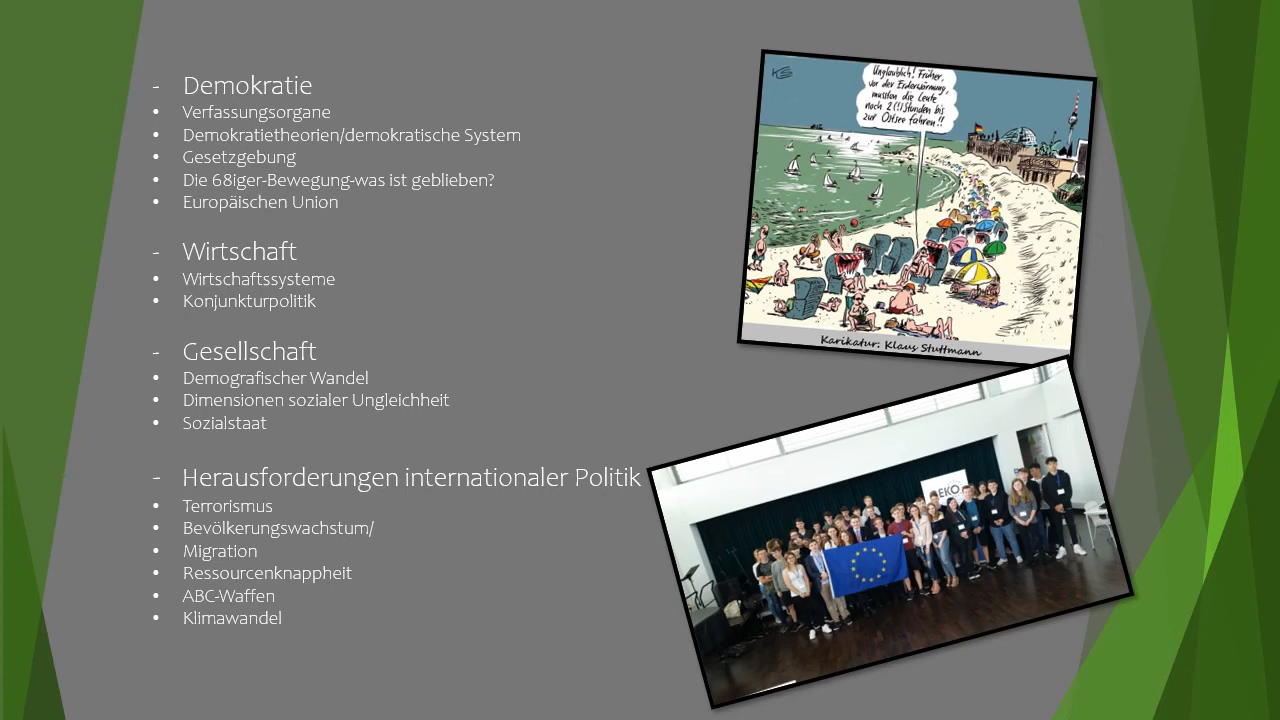 - Demokratie
• Verfassungsorgane
• Demokratietheorien/demokratische System
• Gesetzgebung
• Die 68iger-Bewegung-was ist geblieben?
• Europäischen Union
- Wirtschaft
• Wirtschaftssysteme
• Konjunkturpolitik
- Gesellschaft
• Demografischer Wandel
• Dimensionen sozialer Ungleichheit
• Sozialstaat
- Herausforderungen internationaler Politik
• Terrorismus
• Bevölkerungswachstum/
• Migration
• Ressourcenknappheit
• ABC-Waffen
• Klimawandel
Unglaublich! Früher,
vor der Erderwärmung,
mussten die Leute
noch 2(!) Stunden bis
zur Ostsee fahren!!
Karikatur: Klaus Stuttmann
EKO